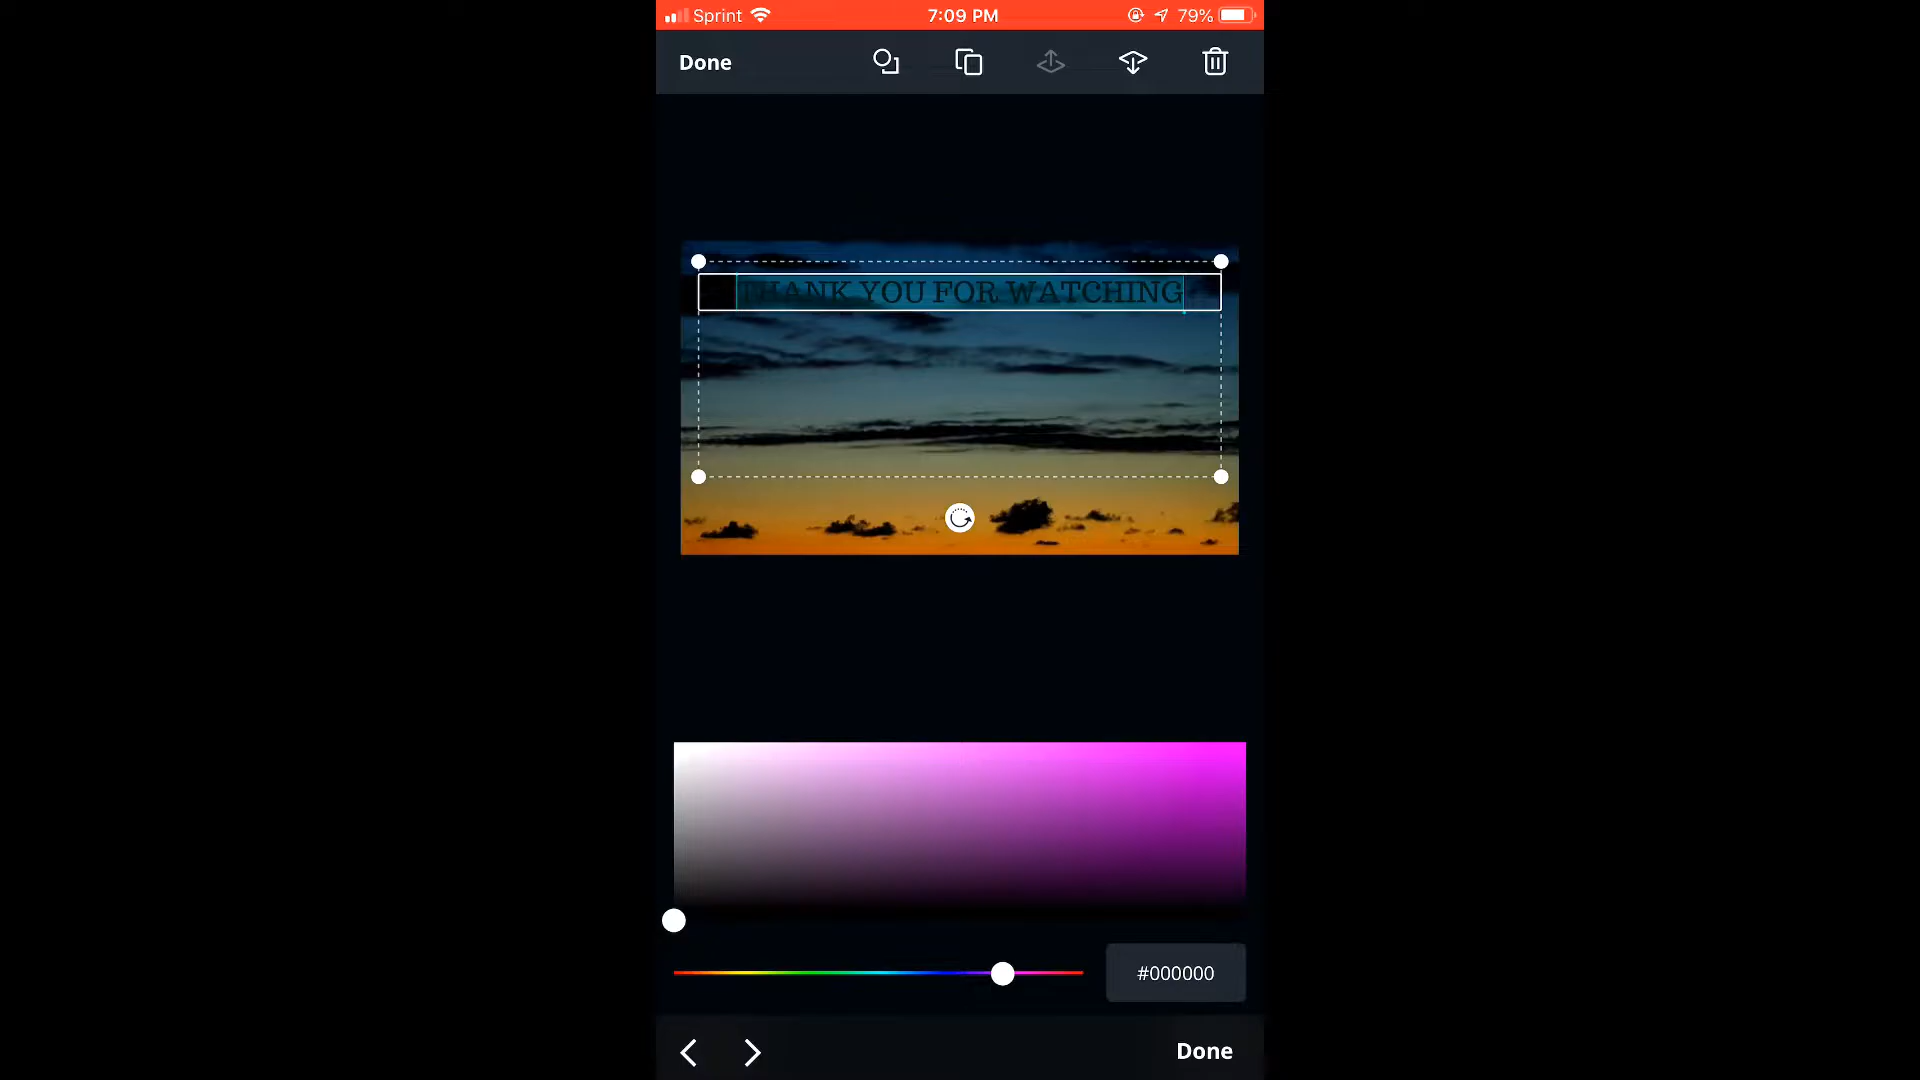 Sprint 7:09 PM 79%
Done
THANK YOU FOR WATCHING
#000000
Done